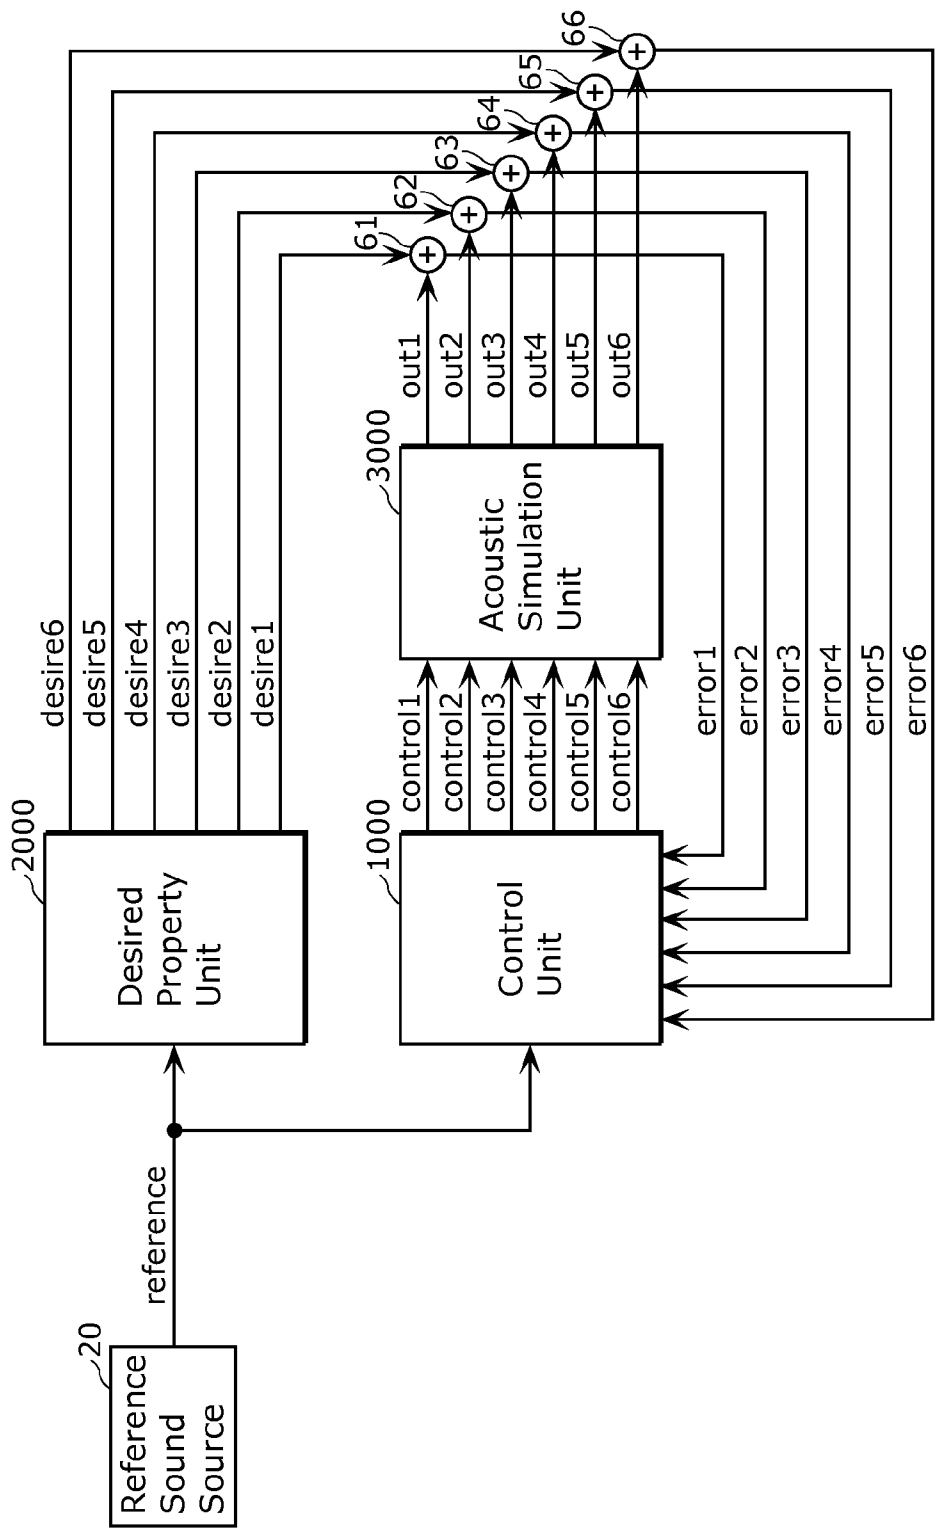 20
Reference
Sound
Source
reference
2000
Desired
Property
Unit
1000
Control
Unit
desire6
desire5
desire4
desire3
desire2
desire1
control1
control2
control3
control4
control5
control6
3000
Acoustic
Simulation
Unit
out1
out2
out3
out4
out5
out6
61
62
63
64
65
66
error1
error2
error3
error4
error5
error6
+
+
+
+
+
+